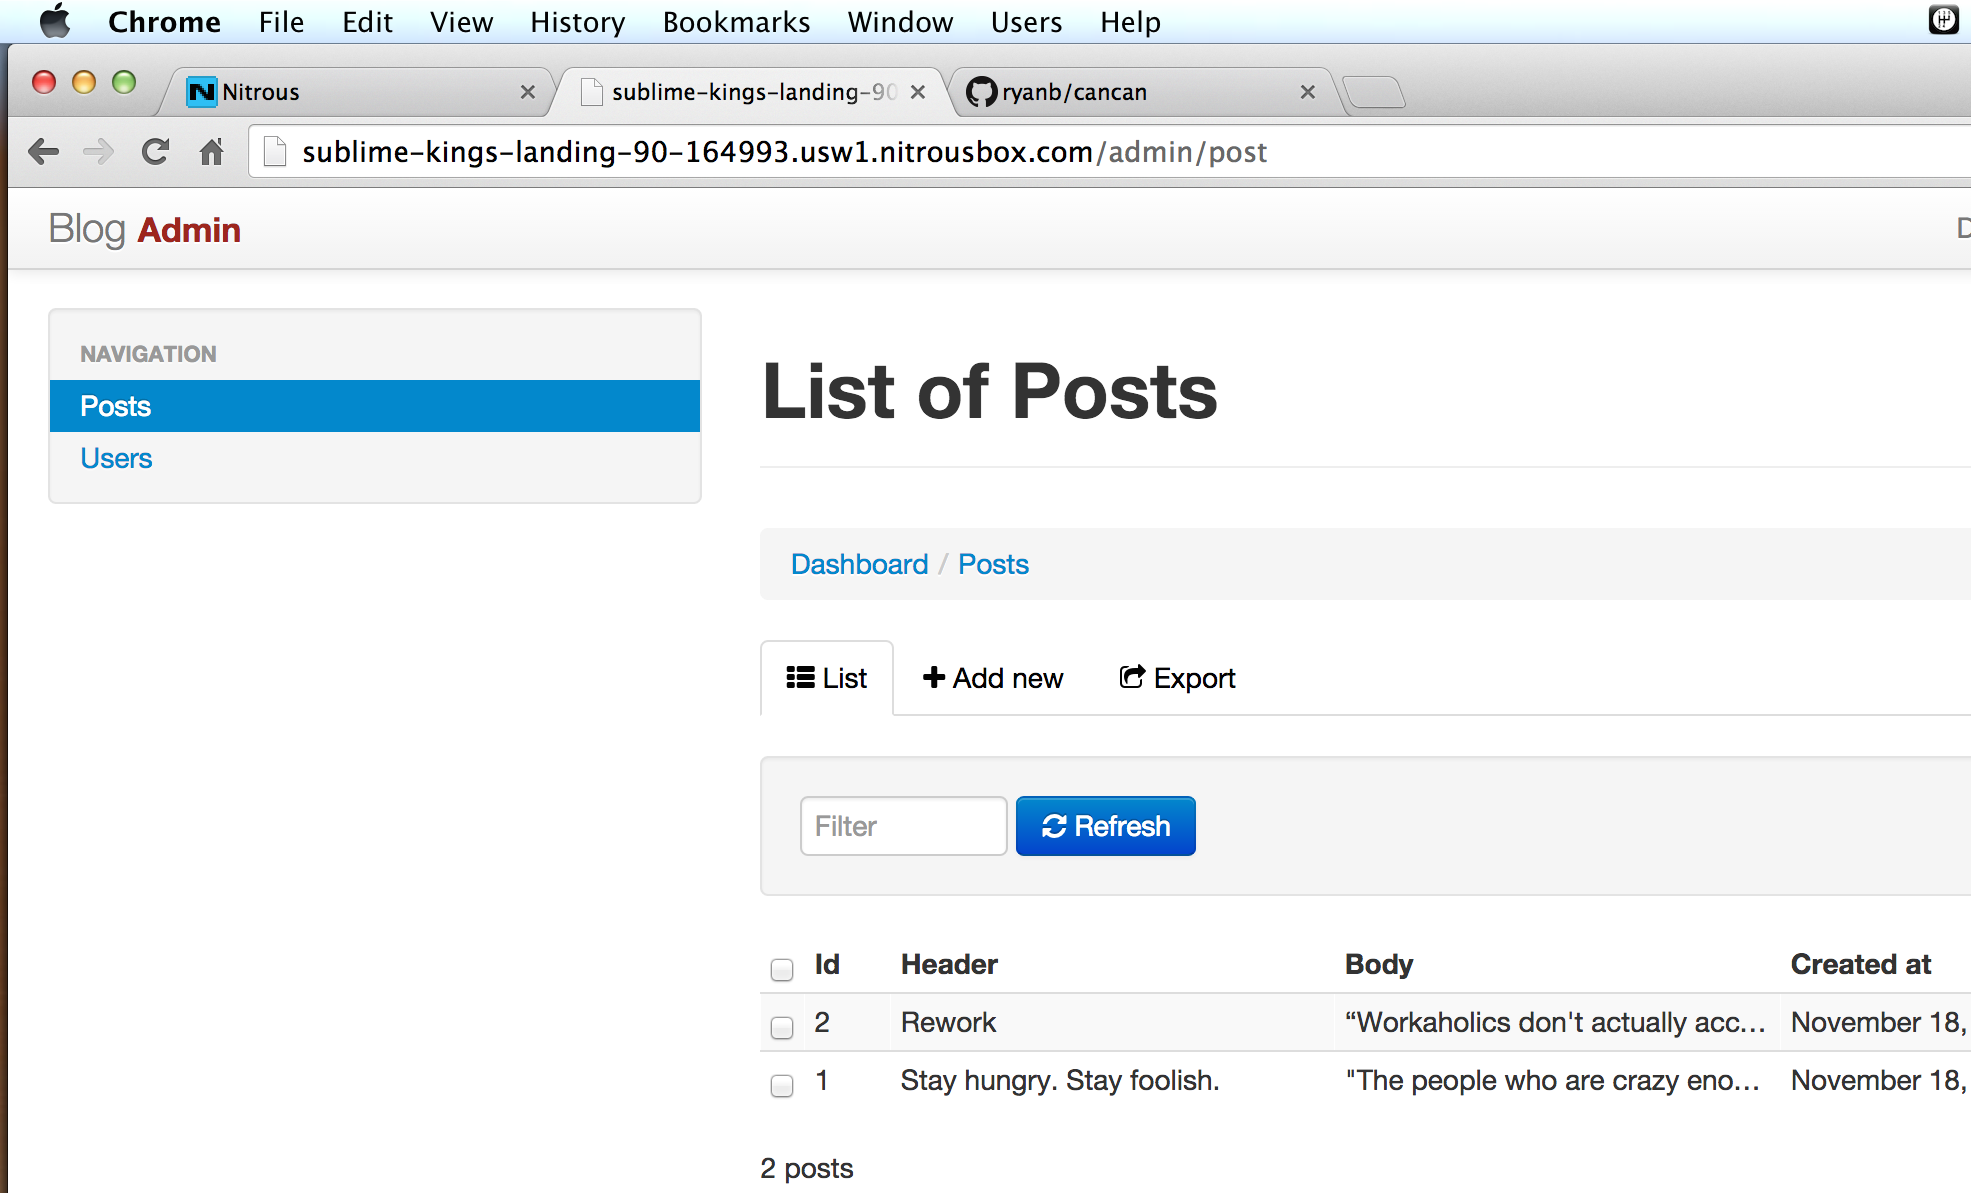 Chrome File Edit View History Bookmarks Window Users Help
Nitrous sublime-kings-landing-90 ryanb/cancan
sublime-kings-landing-90-164993.usw1.nitrousbox.com/admin/post
Blog Admin D
NAVIGATION
Posts
Users
List of Posts
Dashboard / Posts
List Add new Export
Filter Refresh
Id Header Body Created at
2 Rework “Workaholics don't actually acc... November 18,
1 Stay hungry. Stay foolish. "The people who are crazy eno... November 18,
2 posts